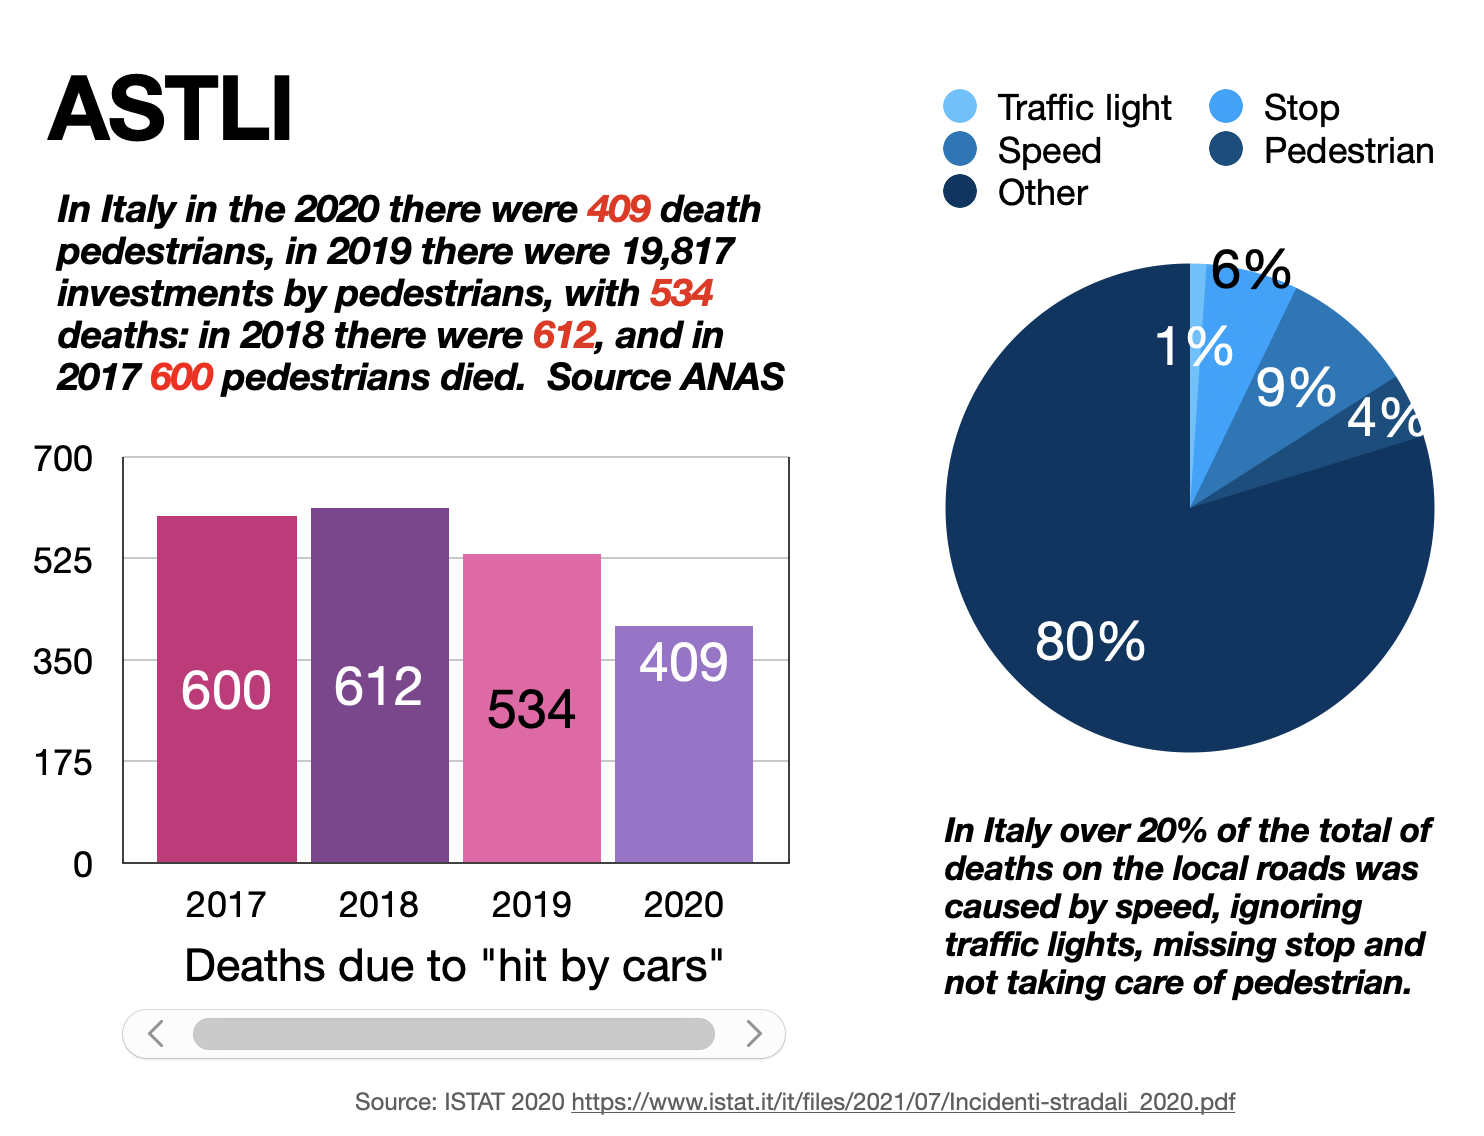 ASTLI
In Italy in the 2020 there were 409 death
pedestrians, in 2019 there were 19,817
investments by pedestrians, with 534
deaths: in 2018 there were 612, and in
2017 600 pedestrians died.  Source ANAS
700
525
350
175
0
600
612
534
409
2017
2018
2019
2020
Deaths due to "hit by cars"
Traffic light
Stop
Speed
Pedestrian
Other
6%
1%
9%
4%
80%
In Italy over 20% of the total of
deaths on the local roads was
caused by speed, ignoring
traffic lights, missing stop and
not taking care of pedestrian.
Source: ISTAT 2020 https://www.istat.it/it/files/2021/07/Incidenti-stradali_2020.pdf